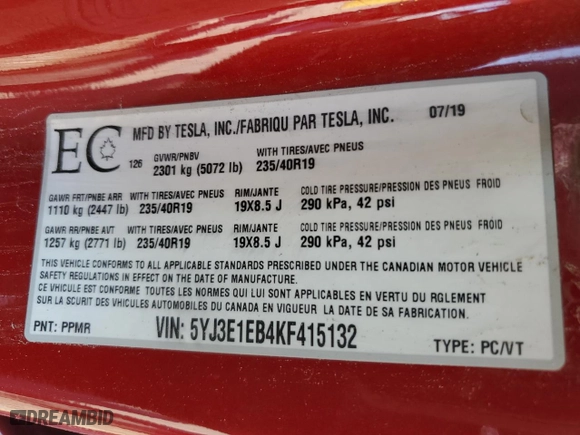 MFD BY TESLA, INC./FABRIQU PAR TESLA, INC. 07/19
EC 126
GVWR/PNBV WITH TIRES/AVEC PNEUS
2301 kg (5072 lb) 235/40R19
GAWR FRT/PNBE ARR WITH TIRES/AVEC PNEUS RIM/JANTE COLD TIRE PRESSURE/PRESSION DES PNEUS FROID
1110 kg (2447 lb) 235/40R19 19X8.5 J 290 kPa, 42 psi
GAWR RR/PNBE AVT WITH TIRES/AVEC PNEUS RIM/JANTE COLD TIRE PRESSURE/PRESSION DES PNEUS FROID
1257 kg (2771 lb) 235/40R19 19X8.5 J 290 kPa, 42 psi
THIS VEHICLE CONFORMS TO ALL APPLICABLE STANDARDS PRESCRIBED UNDER THE CANADIAN MOTOR VEHICLE
SAFETY REGULATIONS IN EFFECT ON THE DATE OF MANUFACTURE.
CE VHICULE EST CONFORME TOUTES LES NORMES QUI LUI SONT APPLICABLES EN VERTU DU RGLEMENT
SUR LA SCURIT DES VHICULES AUTOMOBILES DU CANADA EN VIGUEUR LA DATE DE SA FABRICATION.
PNT: PPMR VIN: 5YJ3E1EB4KF415132 TYPE: PC/VT
DREAMBID